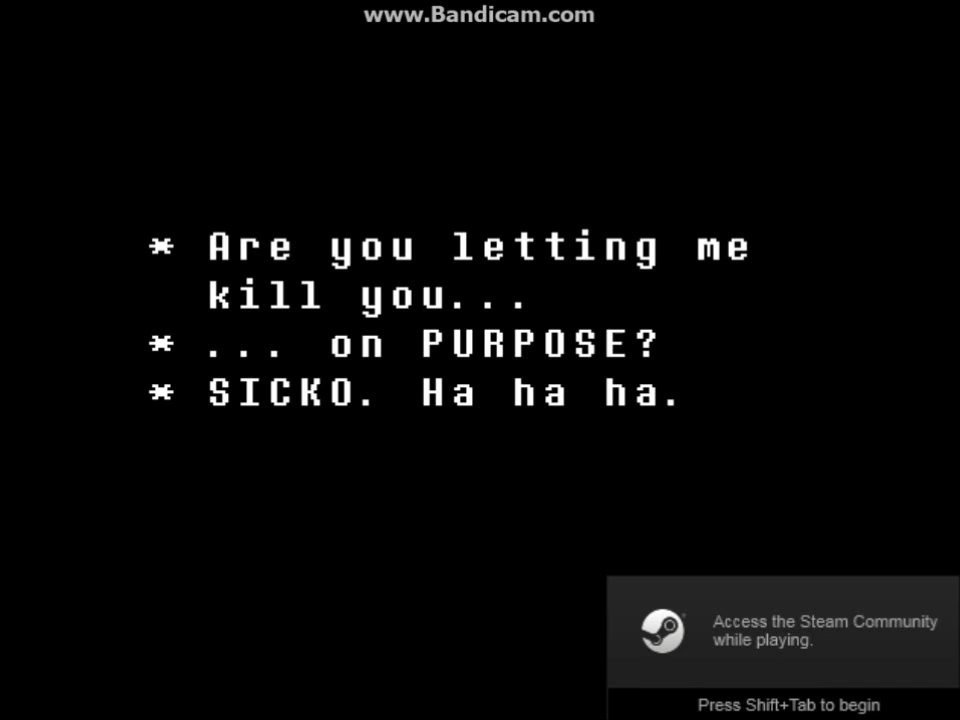 www.Bandicam.com
* Are you letting me
kill you...
* ... on PURPOSE?
* SICKO. Ha ha ha.
Access the Steam Community
while playing.
Press Shift+Tab to begin